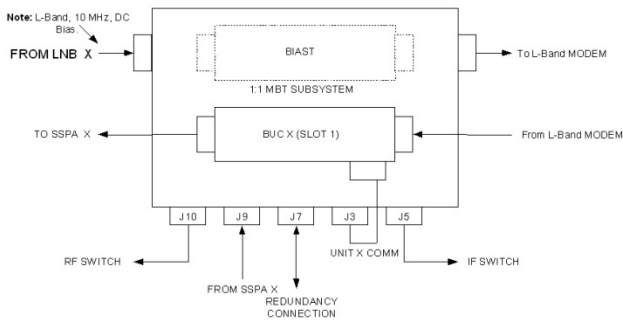 Note: L-Band, 10 MHz, DC
Bias.
FROM LNB X
BIAST
To L-Band MODEM
1:1 MBT SUBSYSTEM
TO SSPA X
BUC X (SLOT 1)
From L-Band MODEM
J10
J9
J7
J3
J5
UNIT X COMM
RF SWITCH
IF SWITCH
FROM SSPA X
REDUNDANCY
CONNECTION